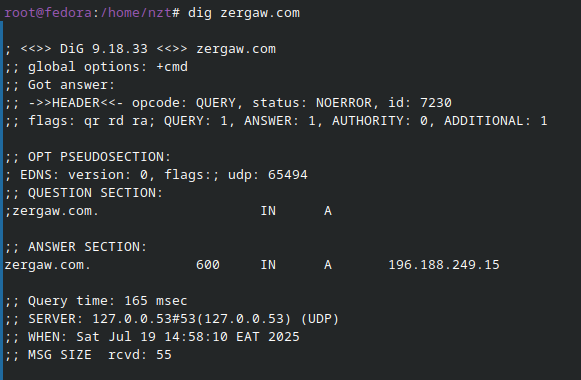 root@fedora:/home/nzt# dig zergaw.com
; <<>> DiG 9.18.33 <<>> zergaw.com
;; global options: +cmd
;; Got answer:
;; ->>HEADER<<- opcode: QUERY, status: NOERROR, id: 7230
;; flags: qr rd ra; QUERY: 1, ANSWER: 1, AUTHORITY: 0, ADDITIONAL: 1
;; OPT PSEUDOSECTION:
; EDNS: version: 0, flags:; udp: 65494
;; QUESTION SECTION:
;zergaw.com. IN A
;; ANSWER SECTION:
zergaw.com. 600 IN A 196.188.249.15
;; Query time: 165 msec
;; SERVER: 127.0.0.53#53(127.0.0.53) (UDP)
;; WHEN: Sat Jul 19 14:58:10 EAT 2025
;; MSG SIZE rcvd: 55